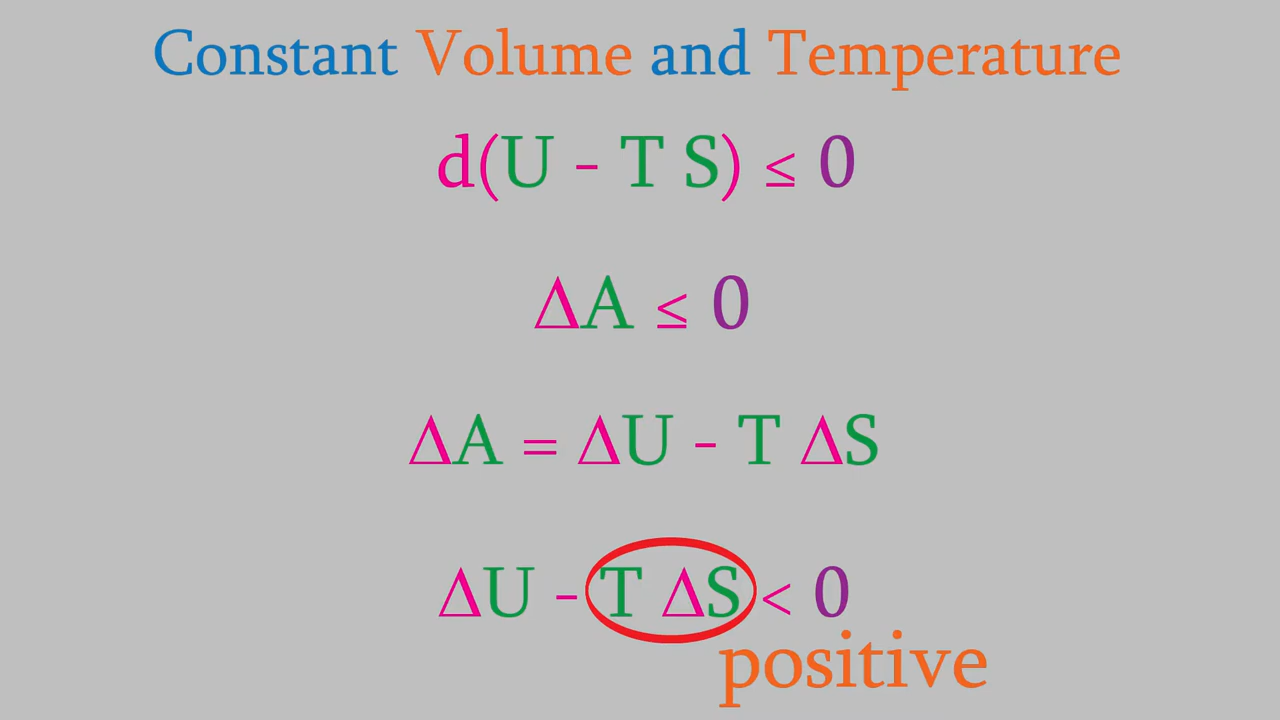 Constant Volume and Temperature
d(U - T S) ≤ 0
ΔA ≤ 0
ΔA = ΔU - T ΔS
ΔU - T ΔS < 0
positive